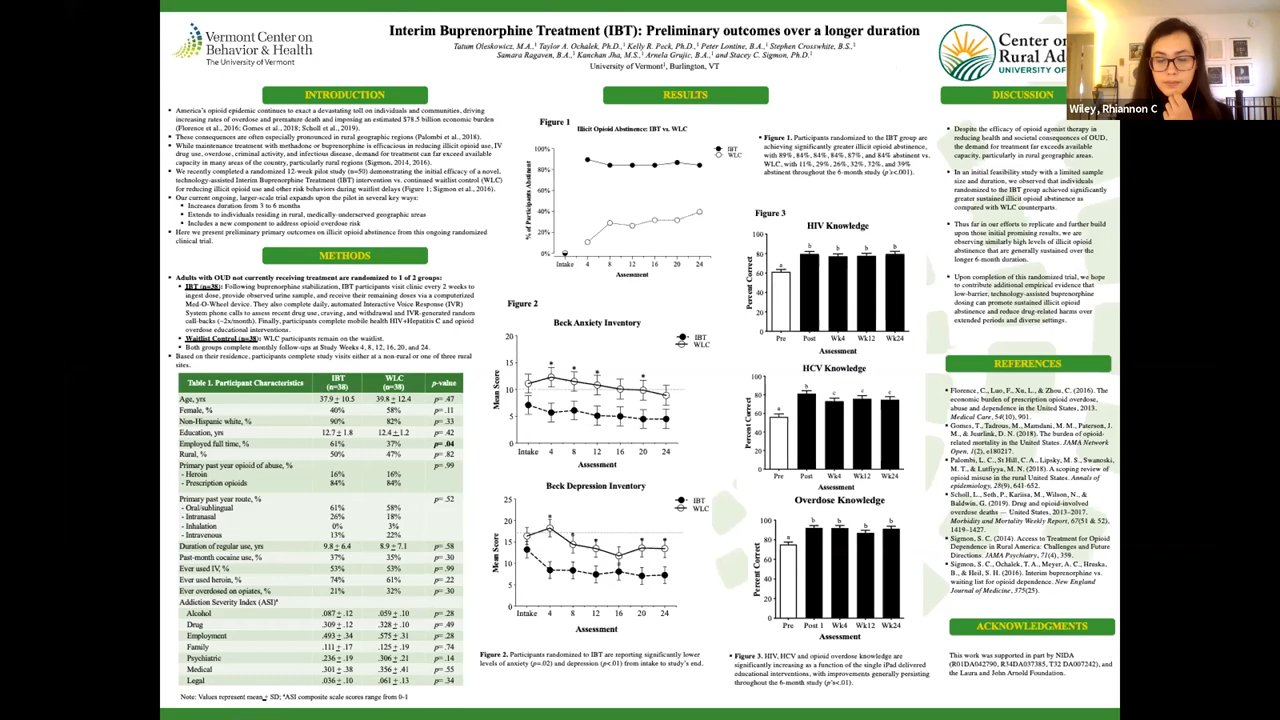 Vermont Center on
Behavior & Health
The University of Vermont
Interim Buprenorphine Treatment (IBT): Preliminary outcomes over a longer duration
Tatum Oleskowicz, M.A.,¹ Taylor A. Ochalek, Ph.D.,¹ Kelly R. Peck, Ph.D.,¹ Peter Lontine, B.A.,¹ Stephen Crosswhite, B.S.,¹
Samara Ragaven, B.A.,¹ Kanchan Jha, M.S.,¹ Arnela Grujic, B.A.,¹ and Stacey C. Sigmon, Ph.D.¹
University of Vermont¹, Burlington, VT
Center on
Rural Ad
UNIVERSITY OF
Wiley, Rhiannon C
INTRODUCTION
America's opioid epidemic continues to exact a devastating toll on individuals and communities, driving
increasing rates of overdose and premature death and imposing an estimated $78.5 billion economic burden
(Florence et al., 2016; Gomes et al., 2018; Scholl et al., 2019).
These consequences are often especially pronounced in rural geographic regions (Palombi et al., 2018).
While maintenance treatment with methadone or buprenorphine is efficacious in reducing illicit opioid use, IV
drug use, overdose, criminal activity, and infectious disease, demand for treatment can far exceed available
capacity in many areas of the country, particularly rural regions (Sigmon, 2014, 2016).
We recently completed a randomized 12-week pilot study (n=50) demonstrating the initial efficacy of a novel,
technology-assisted Interim Buprenorphine Treatment (IBT) intervention vs. continued waitlist control (WLC)
for reducing illicit opioid use and other risk behaviors during waitlist delays (Figure 1; Sigmon et al., 2016).
Our current ongoing, larger-scale trial expands upon the pilot in several key ways:
Increases duration from 3 to 6 months
Extends to individuals residing in rural, medically-underserved geographic areas
Includes a new component to address opioid overdose risk
Here we present preliminary primary outcomes on illicit opioid abstinence from this ongoing randomized
clinical trial.
METHODS
Adults with OUD not currently receiving treatment are randomized to 1 of 2 groups:
IBT (n=38): Following buprenorphine stabilization, IBT participants visit clinic every 2 weeks to
ingest dose, provide observed urine sample, and receive their remaining doses via a computerized
Med-O-Wheel device. They also complete daily, automated Interactive Voice Response (IVR)
System phone calls to assess recent drug use, craving, and withdrawal and IVR-generated random
call-backs (~2x/month). Finally, participants complete mobile health HIV+Hepatitis C and opioid
overdose educational interventions.
Waitlist Control (n=38): WLC participants remain on the waitlist.
Both groups complete monthly follow-ups at Study Weeks 4, 8, 12, 16, 20, and 24.
Based on their residence, participants complete study visits either at a non-rural or one of three rural
sites.
Table 1. Participant Characteristics IBT (n=38) WLC (n=38) p-value
Age, yrs 37.9 ± 10.5 39.8 ± 12.4 p= .47
Female, % 40% 58% p= .11
Non-Hispanic white, % 90% 82% p= .33
Education, yrs 12.7 ± 1.8 12.4 ± 1.2 p= .42
Employed full time, % 61% 37% p= .04
Rural, % 50% 47% p= .82
Primary past year opioid of abuse, % p= .99
- Heroin 16% 16%
- Prescription opioids 84% 84%
Primary past year route, % p= .52
- Oral/sublingual 61% 58%
- Intranasal 26% 18%
- Inhalation 0% 3%
- Intravenous 13% 22%
Duration of regular use, yrs 9.8 ± 6.4 8.9 ± 7.1 p= .58
Past-month cocaine use, % 37% 35% p= .30
Ever used IV, % 53% 53% p= .99
Ever used heroin, % 74% 61% p= .22
Ever overdosed on opiates, % 21% 32% p= .30
Addiction Severity Index (ASI)ᵃ
Alcohol .087 ± .12 .059 ± .10 p= .28
Drug .309 ± .12 .328 ± .10 p= .49
Employment .493 ± .34 .575 ± .31 p= .28
Family .111 ± .17 .125 ± .19 p= .74
Psychiatric .236 ± .19 .306 ± .21 p= .14
Medical .301 ± .38 .356 ± .41 p= .55
Legal .036 ± .10 .061 ± .13 p= .34
Note: Values represent mean ± SD; ᵃASI composite scale scores range from 0-1
RESULTS
Figure 1
Illicit Opioid Abstinence: IBT vs. WLC
% of Participants Abstinent
100%
80%
60%
40%
20%
0%
IBT
WLC
Intake 4 8 12 16 20 24
Assessment
Figure 1. Participants randomized to the IBT group are
achieving significantly greater illicit opioid abstinence,
with 89%, 84%, 84%, 84%, 87%, and 84% abstinent vs.
WLC, with 11%, 29%, 26%, 32%, 32%, and 39%
abstinent throughout the 6-month study (p's<.001).
Figure 2
Beck Anxiety Inventory
Mean Score
20
15
10
5
0
IBT
WLC
* * * *
Intake 4 8 12 16 20 24
Assessment
Beck Depression Inventory
Mean Score
25
20
15
10
5
0
IBT
WLC
* * * * *
Intake 4 8 12 16 20 24
Assessment
Figure 2. Participants randomized to IBT are reporting significantly lower
levels of anxiety (p=.02) and depression (p<.01) from intake to study's end.
Figure 3
HIV Knowledge
Percent Correct
100
80
60
40
20
0
a b b b b
Pre Post Wk4 Wk12 Wk24
Assessment
HCV Knowledge
Percent Correct
100
80
60
40
20
0
a b c c c
Pre Post Wk4 Wk12 Wk24
Assessment
Overdose Knowledge
Percent Correct
100
80
60
40
20
0
a b b b b
Pre Post 1 Wk4 Wk12 Wk24
Assessment
Figure 3. HIV, HCV and opioid overdose knowledge are
significantly increasing as a function of the single iPad delivered
educational interventions, with improvements generally persisting
throughout the 6-month study (p's<.01).
DISCUSSION
Despite the efficacy of opioid agonist therapy in
reducing health and societal consequences of OUD,
the demand for treatment far exceeds available
capacity, particularly in rural geographic areas.
In an initial feasibility study with a limited sample
size and duration, we observed that individuals
randomized to the IBT group achieved significantly
greater sustained illicit opioid abstinence as
compared with WLC counterparts.
Thus far in our efforts to replicate and further build
upon those initial promising results, we are
observing similarly high levels of illicit opioid
abstinence that are generally sustained over the
longer 6-month duration.
Upon completion of this randomized trial, we hope
to contribute additional empirical evidence that
low-barrier, technology-assisted buprenorphine
dosing can promote sustained illicit opioid
abstinence and reduce drug-related harms over
extended periods and diverse settings.
REFERENCES
Florence, C., Luo, F., Xu, L., & Zhou, C. (2016). The
economic burden of prescription opioid overdose,
abuse and dependence in the United States, 2013.
Medical Care, 54(10), 901.
Gomes, T., Tadrous, M., Mamdani, M. M., Paterson, J.
M., & Juurlink, D. N. (2018). The burden of opioid-
related mortality in the United States. JAMA Network
Open, 1(2), e180217.
Palombi, L. C., St Hill, C. A., Lipsky, M. S., Swanoski,
M. T., & Lutfiyya, M. N. (2018). A scoping review of
opioid misuse in the rural United States. Annals of
epidemiology, 28(9), 641-652.
Scholl, L., Seth, P., Kariisa, M., Wilson, N., &
Baldwin, G. (2019). Drug and opioid-involved
overdose deaths — United States, 2013–2017.
Morbidity and Mortality Weekly Report, 67(51 & 52),
1419–1427.
Sigmon, S. C. (2014). Access to Treatment for Opioid
Dependence in Rural America: Challenges and Future
Directions. JAMA Psychiatry, 71(4), 359.
Sigmon, S. C., Ochalek, T. A., Meyer, A. C., Hruska,
B., & Heil, S. H. (2016). Interim buprenorphine vs.
waiting list for opioid dependence. New England
Journal of Medicine, 375(25).
ACKNOWLEDGMENTS
This work was supported in part by NIDA
(R01DA042790, R34DA037385, T32 DA007242), and
the Laura and John Arnold Foundation.